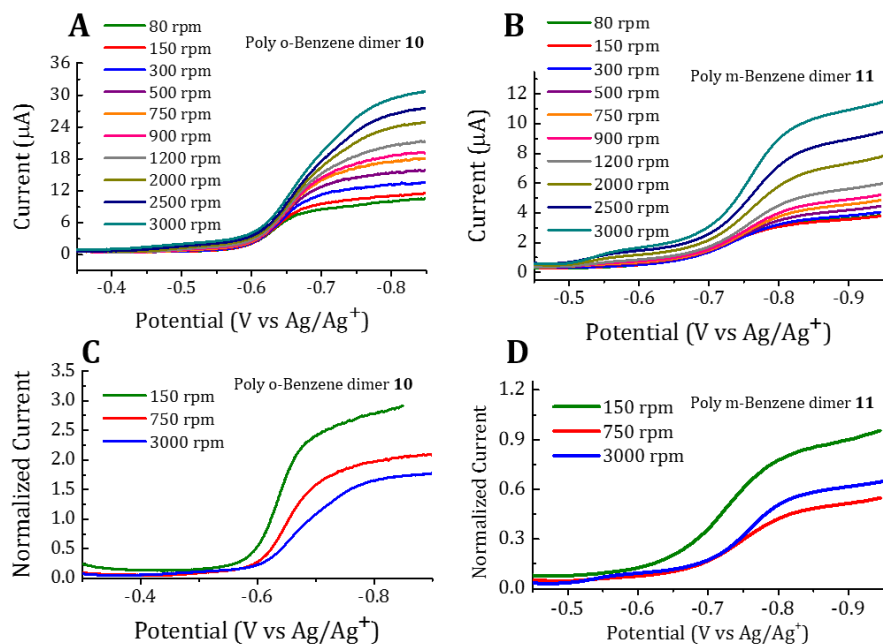 A
80 rpm
150 rpm
300 rpm
500 rpm
750 rpm
900 rpm
1200 rpm
2000 rpm
2500 rpm
3000 rpm
Poly o-Benzene dimer 10
Current (μA)
36
30
24
18
12
6
0
-0.4 -0.5 -0.6 -0.7 -0.8
Potential (V vs Ag/Ag⁺)
B
80 rpm
150 rpm
300 rpm
500 rpm
750 rpm
900 rpm
1200 rpm
2000 rpm
2500 rpm
3000 rpm
Poly m-Benzene dimer 11
Current (μA)
12
10
8
6
4
2
0
-0.5 -0.6 -0.7 -0.8 -0.9
Potential (V vs Ag/Ag⁺)
C
Poly o-Benzene dimer 10
150 rpm
750 rpm
3000 rpm
Normalized Current
3.5
3.0
2.5
2.0
1.5
1.0
0.5
0.0
-0.4 -0.6 -0.8
Potential (V vs Ag/Ag⁺)
D
Poly m-Benzene dimer 11
150 rpm
750 rpm
3000 rpm
Normalized Current
1.2
0.9
0.6
0.3
0.0
-0.5 -0.6 -0.7 -0.8 -0.9
Potential (V vs Ag/Ag⁺)